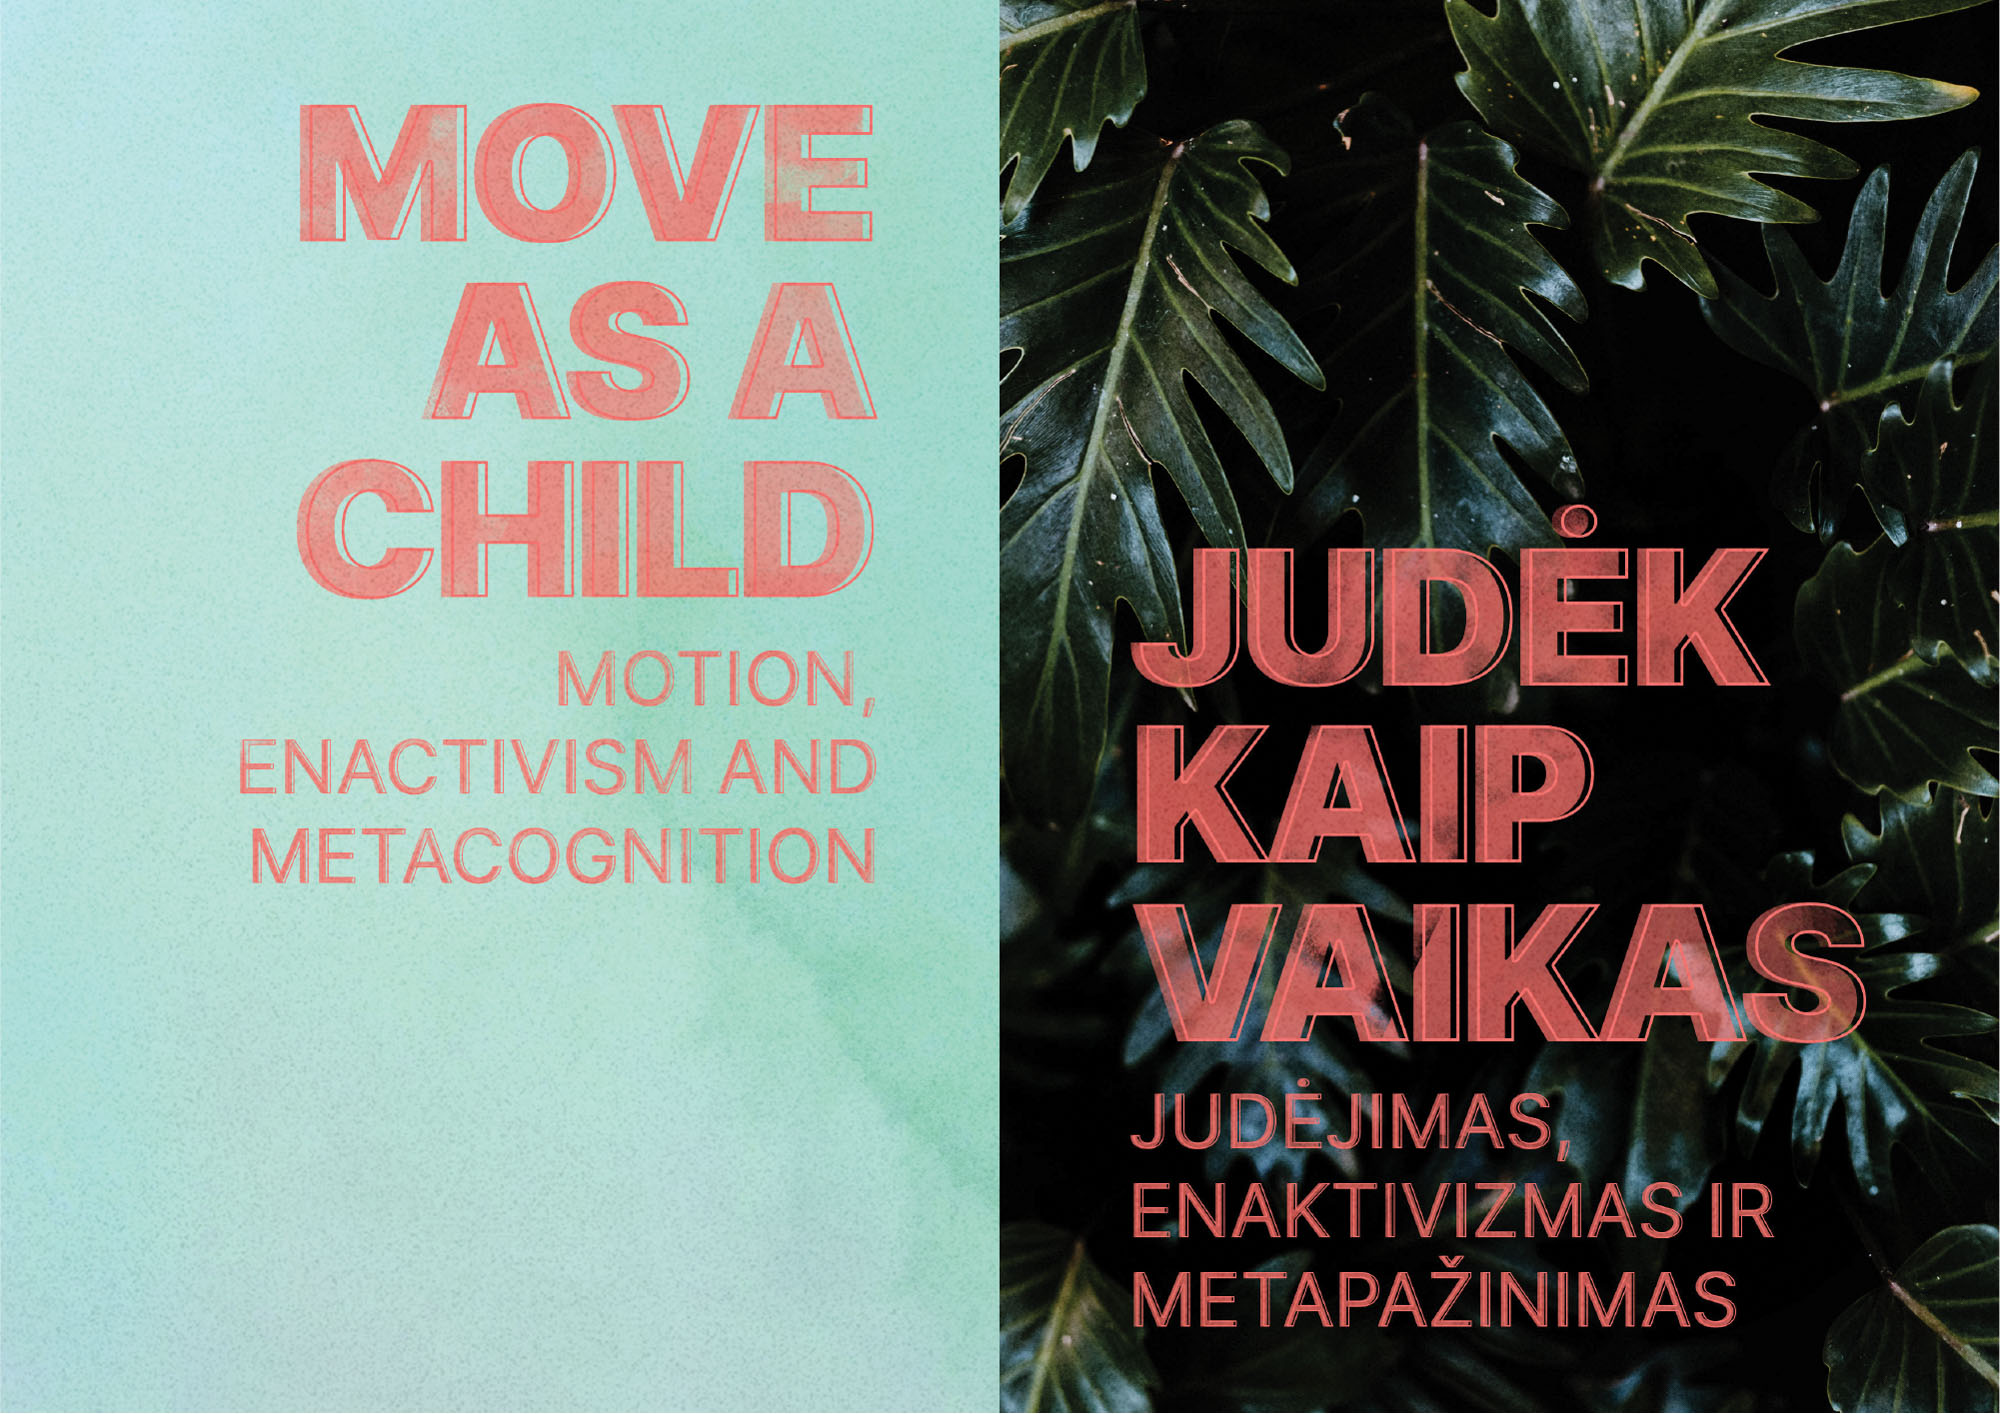 MOVE
AS A
CHILD
MOTION,
ENACTIVISM AND
METACOGNITION
JUDĖK
KAIP
VAIKAS
JUDĖJIMAS,
ENAKTIVIZMAS IR
METAPAŽINIMAS